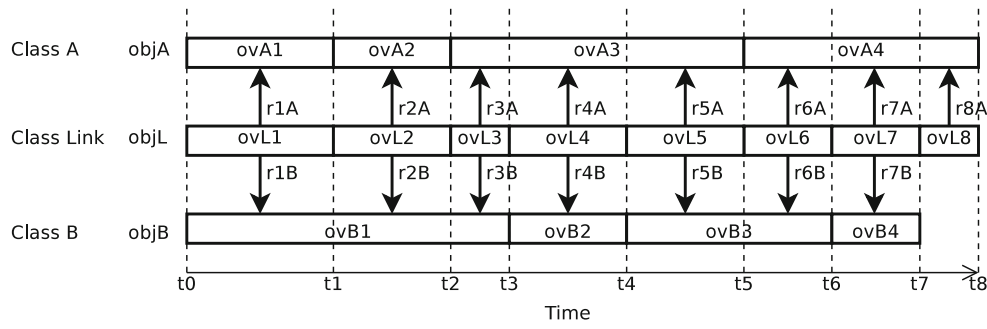 Class A objA ovA1 ovA2 ovA3 ovA4
r1A r2A r3A r4A r5A r6A r7A r8A
Class Link objL ovL1 ovL2 ovL3 ovL4 ovL5 ovL6 ovL7 ovL8
r1B r2B r3B r4B r5B r6B r7B
Class B objB ovB1 ovB2 ovB3 ovB4
t0 t1 t2 t3 t4 t5 t6 t7 t8
Time